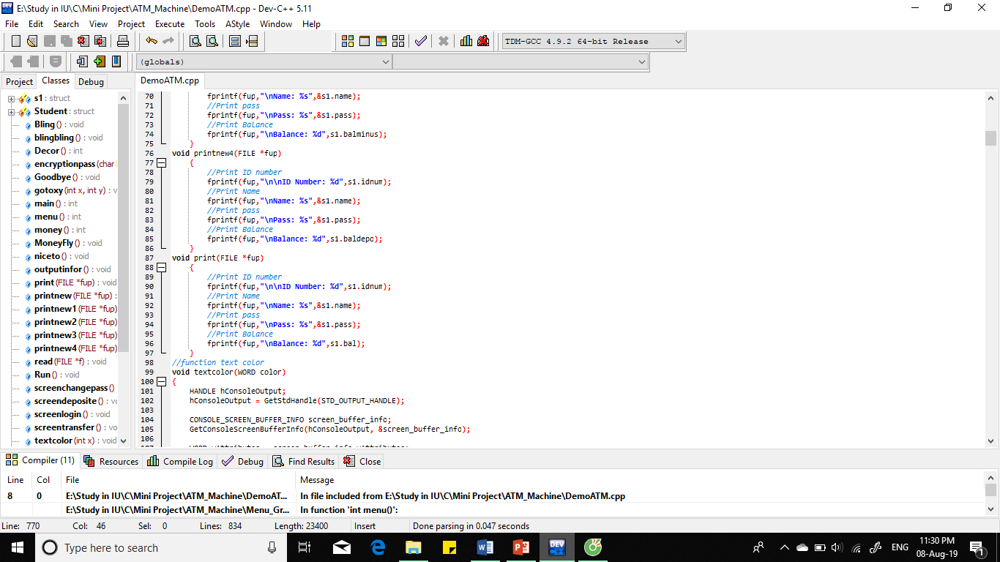 E:\Study in IU\C\Mini Project\ATM_Machine\DemoATM.cpp - Dev-C++ 5.11
File Edit Search View Project Execute Tools AStyle Window Help
TDM-GCC 4.9.2 64-bit Release
(globals)
Project Classes Debug
DemoATM.cpp
s1 : struct
Student : struct
Bling () : void
blingbling () : void
Decor () : int
encryptionpass (char
Goodbye () : void
gotoxy (int x, int y) : v
main () : int
menu () : int
money () : int
MoneyFly () : void
niceto () : void
outputinfor () : void
print (FILE *fup) : void
printnew (FILE *fup) :
printnew1 (FILE *fup)
printnew2 (FILE *fup)
printnew3 (FILE *fup)
printnew4 (FILE *fup)
read (FILE *f) : void
Run () : void
screenchangepass ()
screendeposite () : vo
screenlogin () : void
screentransfer () : vo
textcolor (int x) : void
70 fprintf(fup,"\nName: %s",&s1.name);
71 //Print pass
72 fprintf(fup,"\nPass: %s",&s1.pass);
73 //Print Balance
74 fprintf(fup,"\nBalance: %d",s1.balminus);
75 }
76 void printnew4(FILE *fup)
77 {
78 //Print ID number
79 fprintf(fup,"\n\nID Number: %d",s1.idnum);
80 //Print Name
81 fprintf(fup,"\nName: %s",&s1.name);
82 //Print pass
83 fprintf(fup,"\nPass: %s",&s1.pass);
84 //Print Balance
85 fprintf(fup,"\nBalance: %d",s1.baldepo);
86 }
87 void print(FILE *fup)
88 {
89 //Print ID number
90 fprintf(fup,"\n\nID Number: %d",s1.idnum);
91 //Print Name
92 fprintf(fup,"\nName: %s",&s1.name);
93 //Print pass
94 fprintf(fup,"\nPass: %s",&s1.pass);
95 //Print Balance
96 fprintf(fup,"\nBalance: %d",s1.bal);
97 }
98 //function text color
99 void textcolor(WORD color)
100 {
101 HANDLE hConsoleOutput;
102 hConsoleOutput = GetStdHandle(STD_OUTPUT_HANDLE);
103
104 CONSOLE_SCREEN_BUFFER_INFO screen_buffer_info;
105 GetConsoleScreenBufferInfo(hConsoleOutput, &screen_buffer_info);
106
Compiler (11) Resources Compile Log Debug Find Results Close
Line Col File Message
8 0 E:\Study in IU\C\Mini Project\ATM_Machine\DemoAT... In file included from E:\Study in IU\C\Mini Project\ATM_Machine\DemoATM.cpp
E:\Study in IU\C\Mini Project\ATM_Machine\Menu_Gr... In function 'int menu()':
Line: 770 Col: 46 Sel: 0 Lines: 834 Length: 23400 Insert Done parsing in 0.047 seconds
Type here to search
DEV
ENG
11:30 PM
08-Aug-19
1